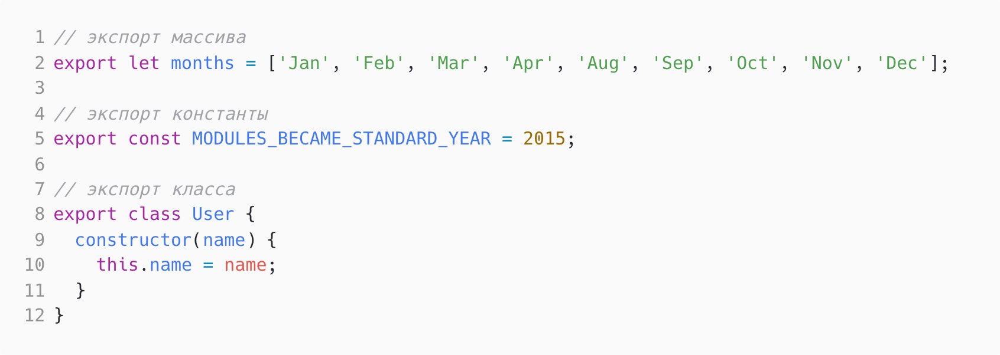 1 // экспорт массива
2 export let months = ['Jan', 'Feb', 'Mar', 'Apr', 'Aug', 'Sep', 'Oct', 'Nov', 'Dec'];
3
4 // экспорт константы
5 export const MODULES_BECAME_STANDARD_YEAR = 2015;
6
7 // экспорт класса
8 export class User {
9   constructor(name) {
10     this.name = name;
11   }
12 }